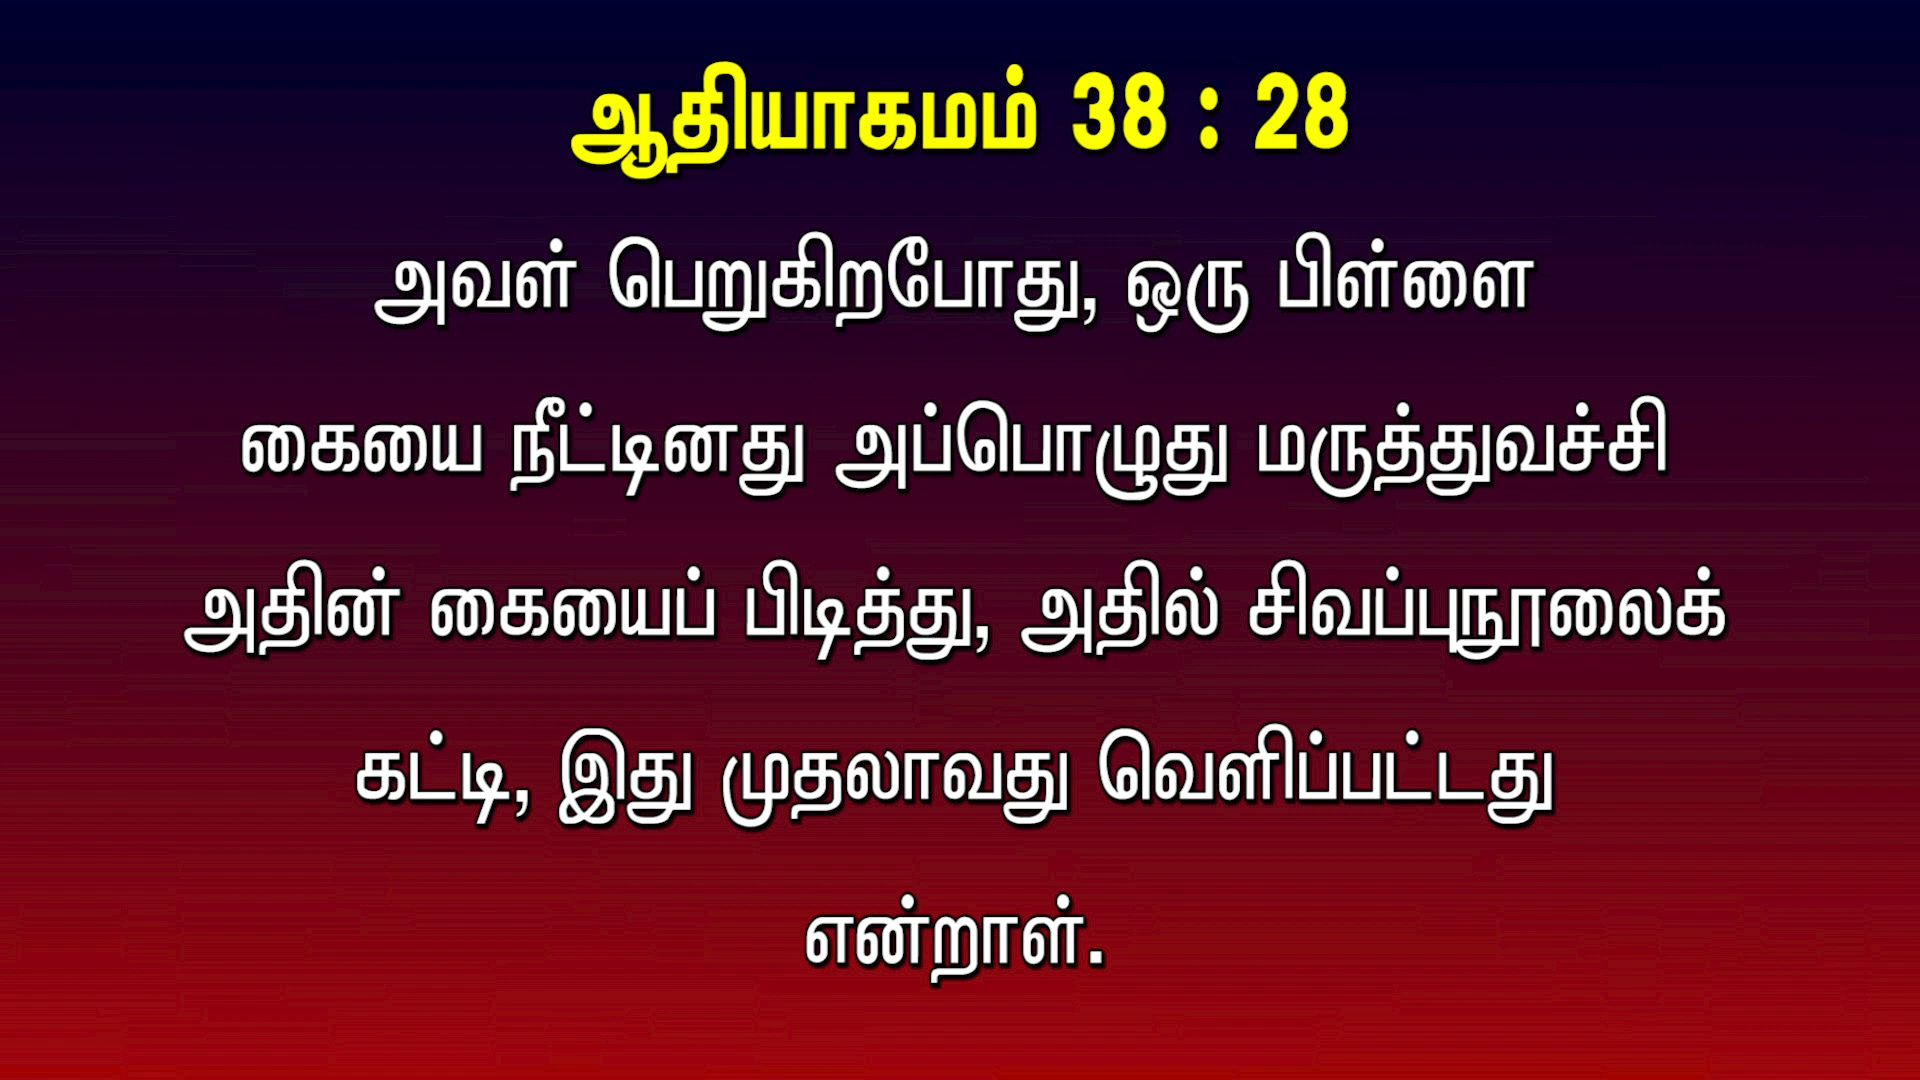 ஆதியாகமம் 38 : 28
அவள் பெறுகிறபோது, ஒரு பிள்ளை
கையை நீட்டினது அப்பொழுது மருத்துவச்சி
அதின் கையைப் பிடித்து, அதில் சிவப்புநூலைக்
கட்டி, இது முதலாவது வெளிப்பட்டது
என்றாள்.